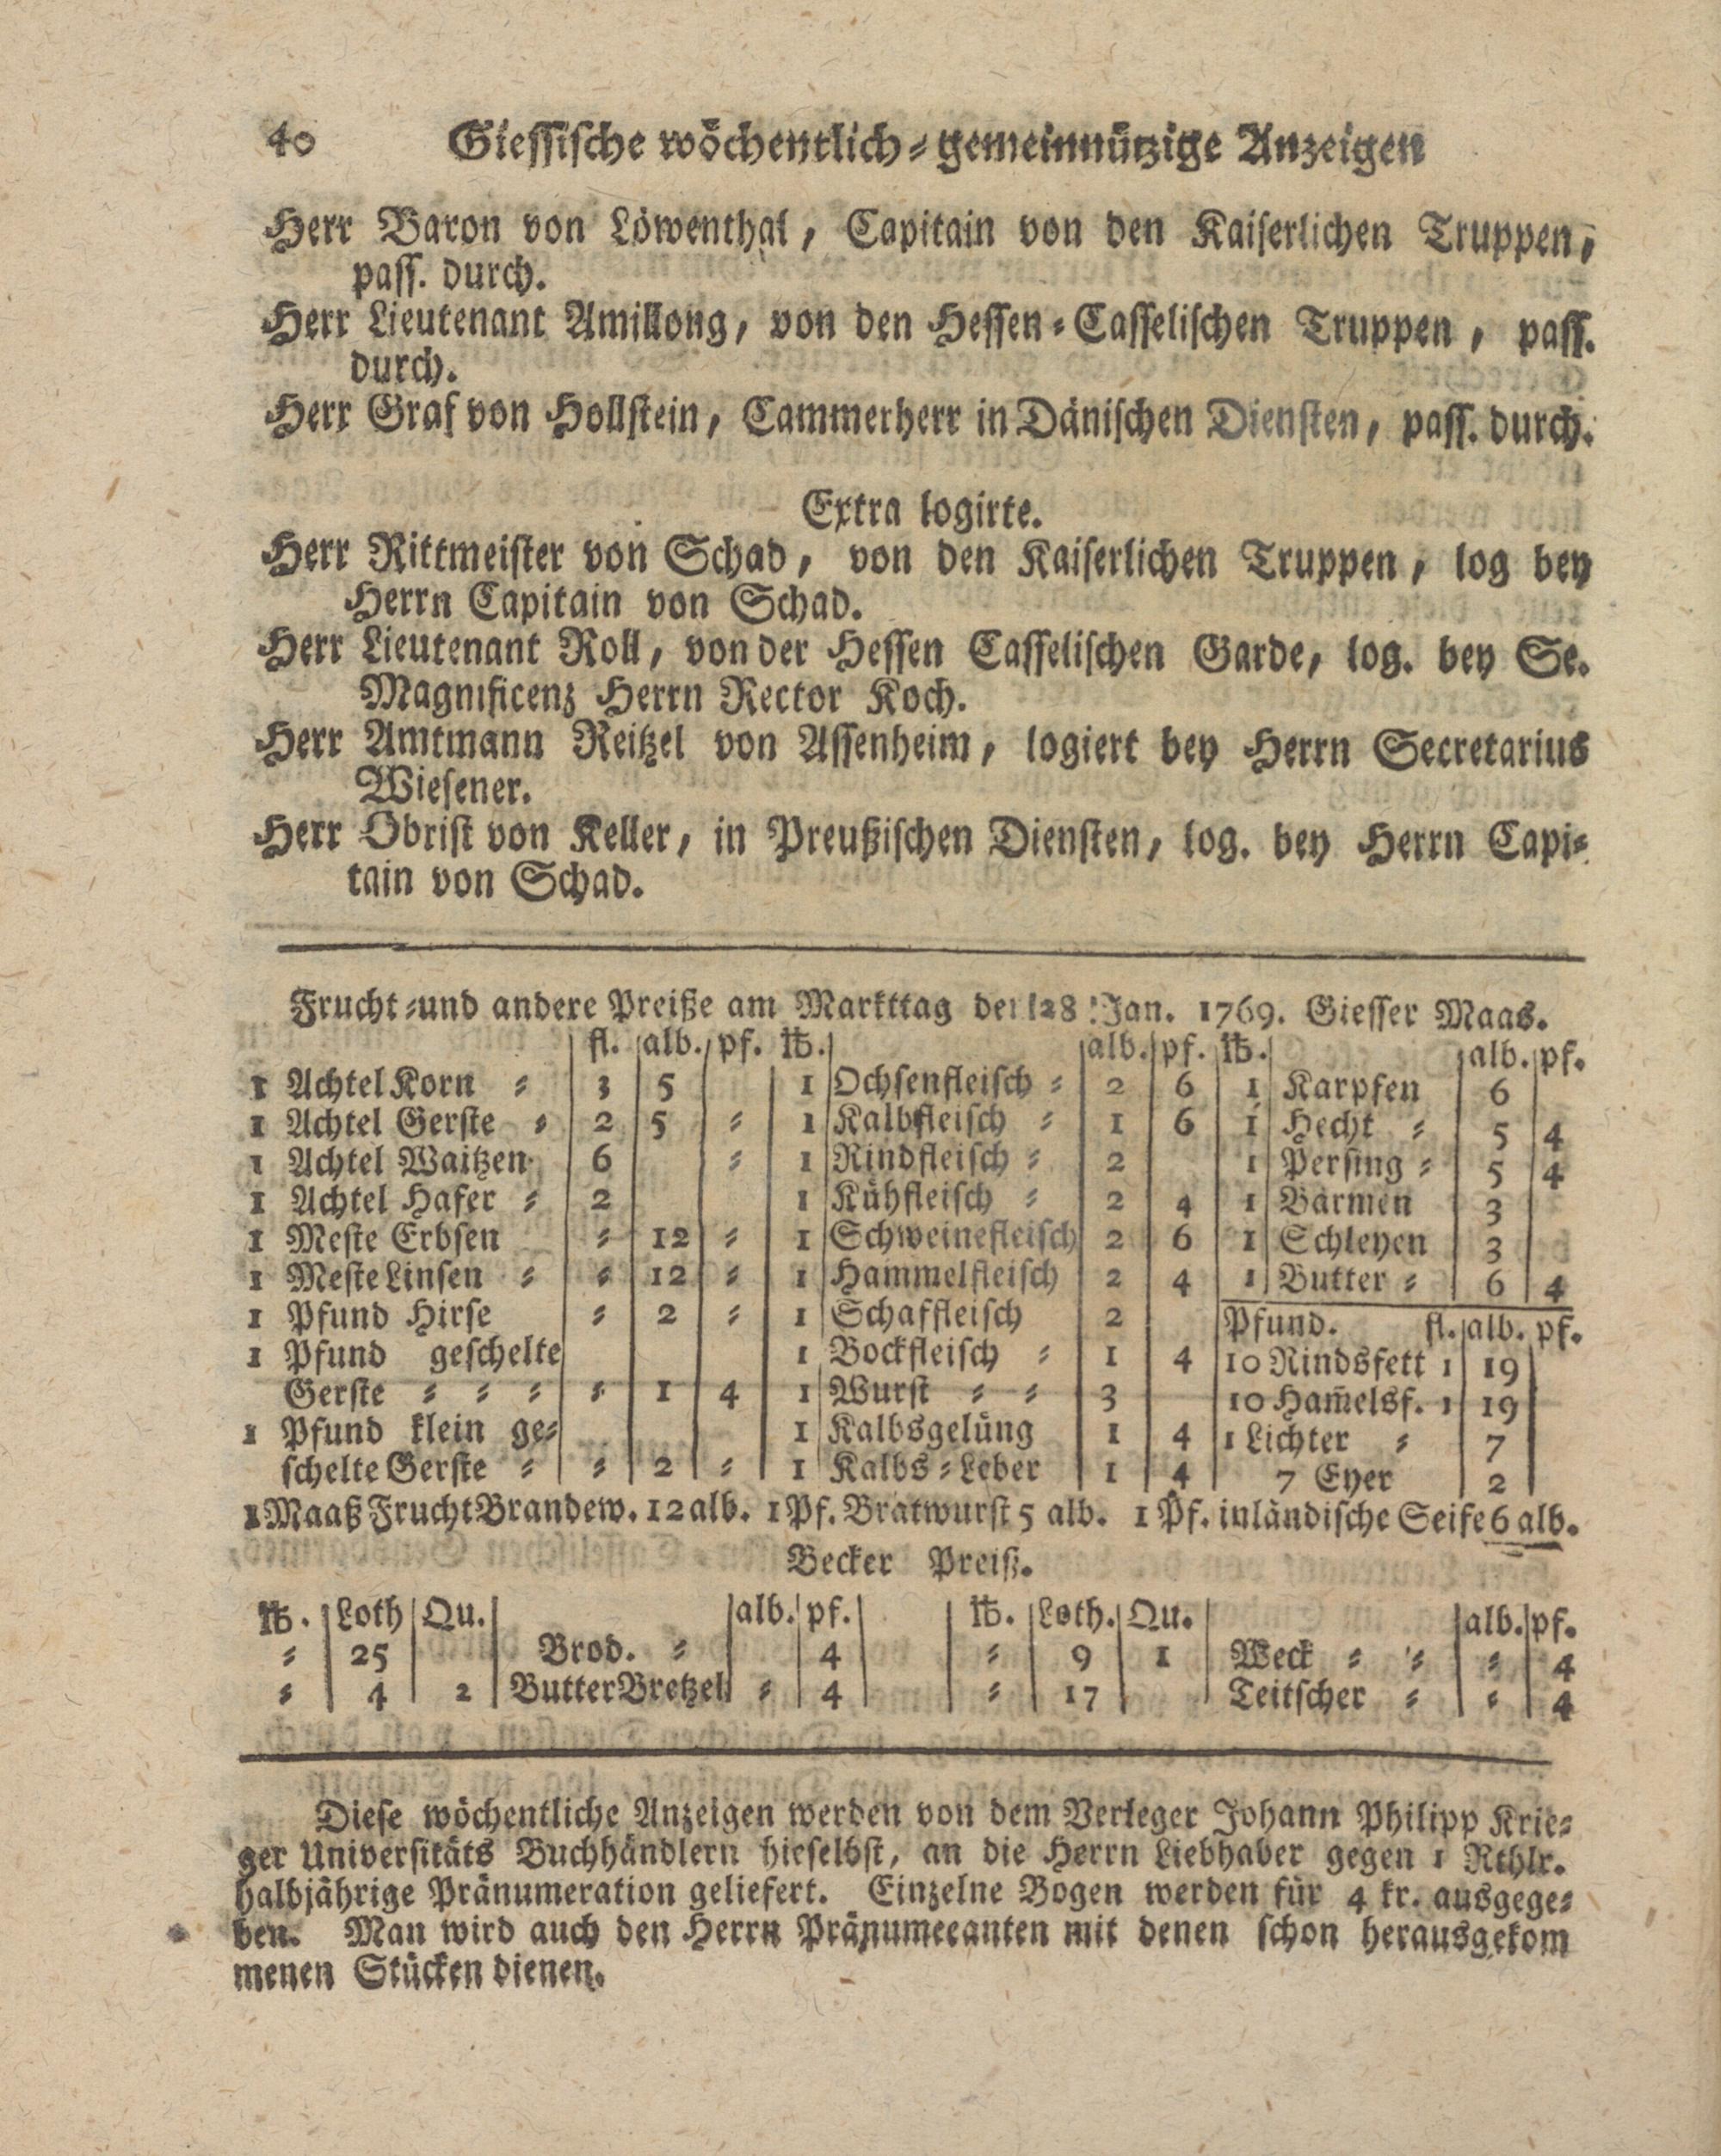 40 Giessische wöchentlich-gemeinnützige Anzeigen
Herr Baron von Löwenthal, Capitain von den Kaiserlichen Truppen,
pass. durch.
Herr Lieutenant Amillong, von den Hessen-Casselischen Truppen, pass.
durch.
Herr Graf von Hollstein, Cammerherr in Dänischen Diensten, pass. durch.
Extra logirte.
Herr Rittmeister von Schad, von den Kaiserlichen Truppen, log bey
Herrn Capitain von Schad.
Herr Lieutenant Roll, von der Hessen Casselischen Garde, log. bey Se.
Magnificenz Herrn Rector Koch.
Herr Amtmann Reitzel von Assenheim, logiert bey Herrn Secretarius
Wiesener.
Herr Obrist von Keller, in Preußischen Diensten, log. bey Herrn Capi-
tain von Schad.
Frucht-und andere Preiße am Markttag den 28 Jan. 1769. Giesser Maas.
fl. alb. pf. ℔. alb. pf. ℔. alb. pf.
1 Achtel Korn - 3 5 1 Ochsenfleisch - 2 6 1 Karpfen 6
1 Achtel Gerste - 2 5 - 1 Kalbfleisch - 1 6 1 Hecht - 5 4
1 Achtel Waitzen 6 - 1 Rindfleisch - 2 1 Persing - 5 4
1 Achtel Hafer - 2 1 Kühfleisch - 2 4 1 Barmen 3
1 Meste Erbsen - 12 - 1 Schweinefleisch 2 6 1 Schleyen 3
1 Meste Linsen - - 12 - 1 Hammelfleisch 2 4 1 Butter - 6 4
1 Pfund Hirse - 2 - 1 Schaffleisch 2 Pfund. fl. alb. pf.
1 Pfund geschelte 1 Bockfleisch - 1 4 10 Rindsfett 1 19
Gerste - - - - 1 4 1 Wurst - - 3 10 Ham̄elsf. 1 19
1 Pfund klein ge- 1 Kalbsgelüng 1 4 1 Lichter - 7
schelte Gerste - - 2 - 1 Kalbs-Leber 1 4 7 Eyer 2
1 Maaß Frucht Brandew. 12 alb. 1 Pf. Bratwurst 5 alb. 1 Pf. inländische Seife 6 alb.
Becker Preiß.
℔. Loth Qu. alb. pf. ℔. Loth. Qu. alb. pf.
- 25 Brod. - 4 - 9 1 Weck - - - 4
- 4 2 Butter Bretzel - 4 - 17 Teitscher - - 4
Diese wöchentliche Anzeigen werden von dem Verleger Johann Philipp Krie-
ger Universitäts Buchhändlern hieselbst, an die Herrn Liebhaber gegen 1 Rthlr.
halbjährige Pränumeration geliefert. Einzelne Bogen werden für 4 kr. ausgege-
ben. Man wird auch den Herrn Pränumecanten mit denen schon herausgekom
menen Stücken dienen.